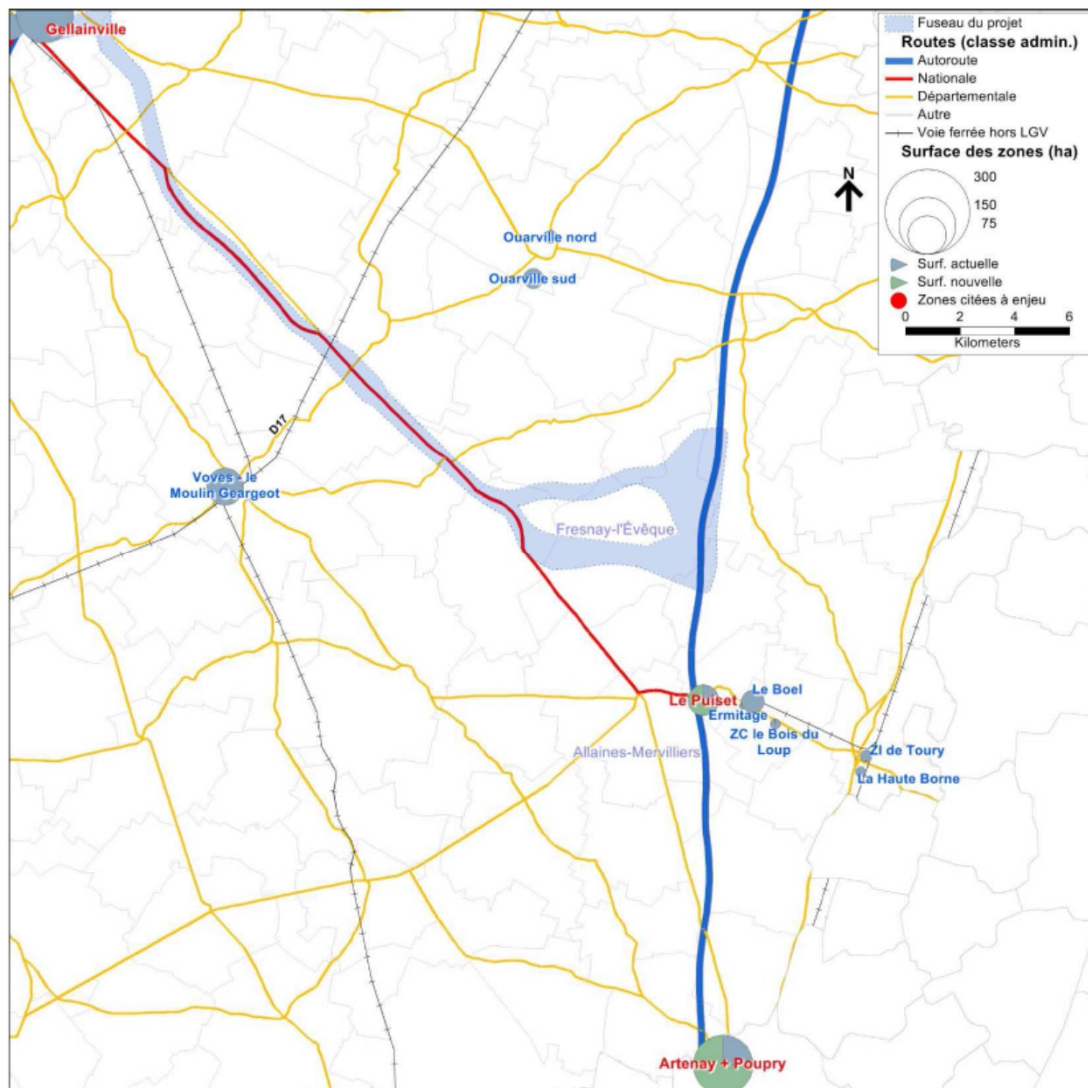 Gellainville
Fuseau du projet
Routes (classe admin.)
Autoroute
Nationale
Départementale
Autre
Voie ferrée hors LGV
Surface des zones (ha)
300
150
75
Surf. actuelle
Surf. nouvelle
Zones citées à enjeu
0 2 4 6
Kilometers
N
Ouarville nord
Ouarville sud
D17
Voves - le
Moulin Geargeot
Fresnay-l'Évêque
Le Puiset
Le Boel
Ermitage
ZC le Bois du
Loup
Allaines-Mervilliers
ZI de Toury
La Haute Borne
Artenay + Poupry